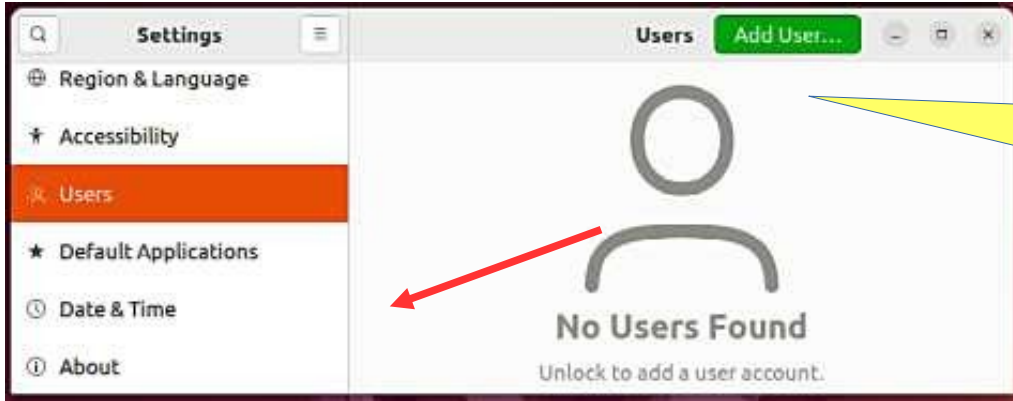 Settings
Users
Add User...
Region & Language
Accessibility
Users
Default Applications
Date & Time
About
No Users Found
Unlock to add a user account.